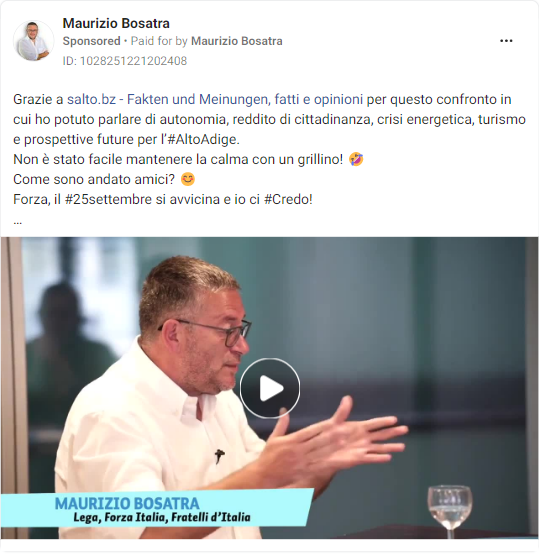 Maurizio Bosatra
Sponsored • Paid for by Maurizio Bosatra
ID: 1028251221202408
Grazie a salto.bz - Fakten und Meinungen, fatti e opinioni per questo confronto in
cui ho potuto parlare di autonomia, reddito di cittadinanza, crisi energetica, turismo
e prospettive future per l’#AltoAdige.
Non è stato facile mantenere la calma con un grillino! 🤣
Come sono andato amici? 😊
Forza, il #25settembre si avvicina e io ci #Credo!
...
MAURIZIO BOSATRA
Lega, Forza Italia, Fratelli d'Italia